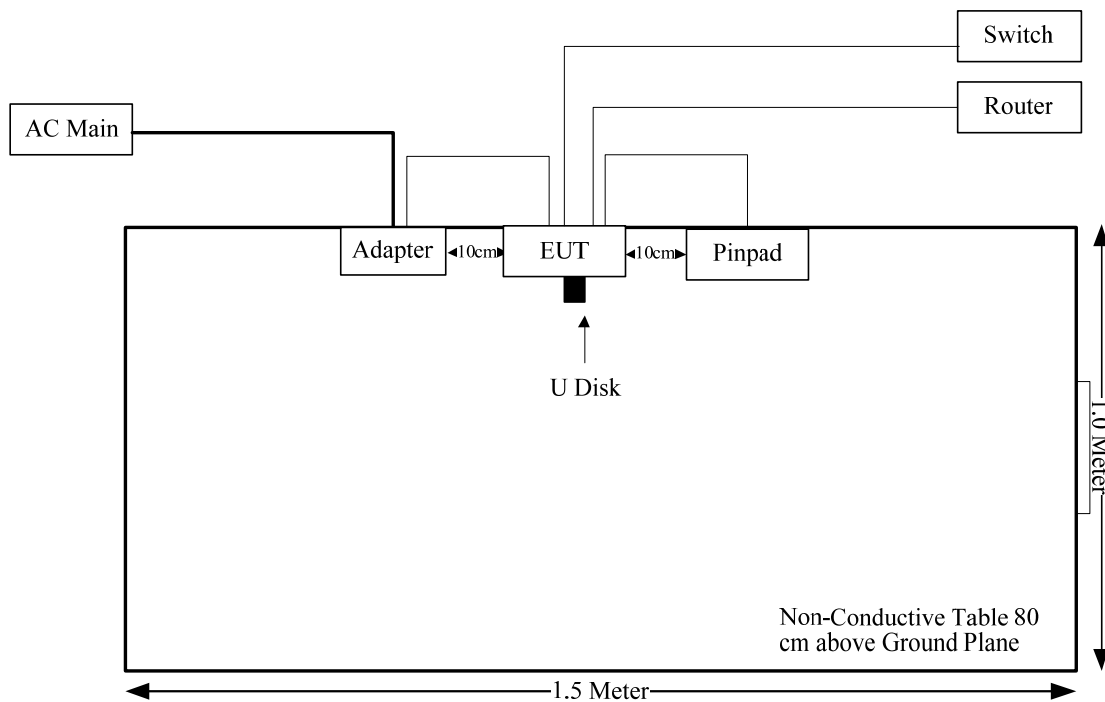 Switch
Router
AC Main
Adapter
10cm
EUT
10cm
Pinpad
U Disk
1.0 Meter
Non-Conductive Table 80
cm above Ground Plane
1.5 Meter